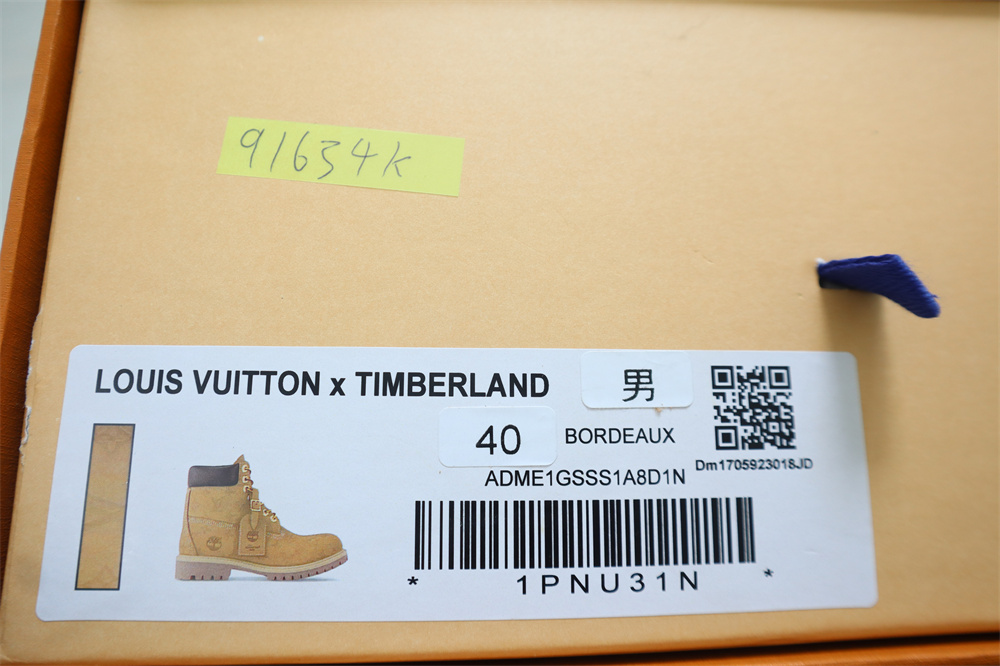 91634k
LOUIS VUITTON x TIMBERLAND
男
40
BORDEAUX
Dm1705923018JD
ADME1GSSS1A8D1N
* 1PNU31N *